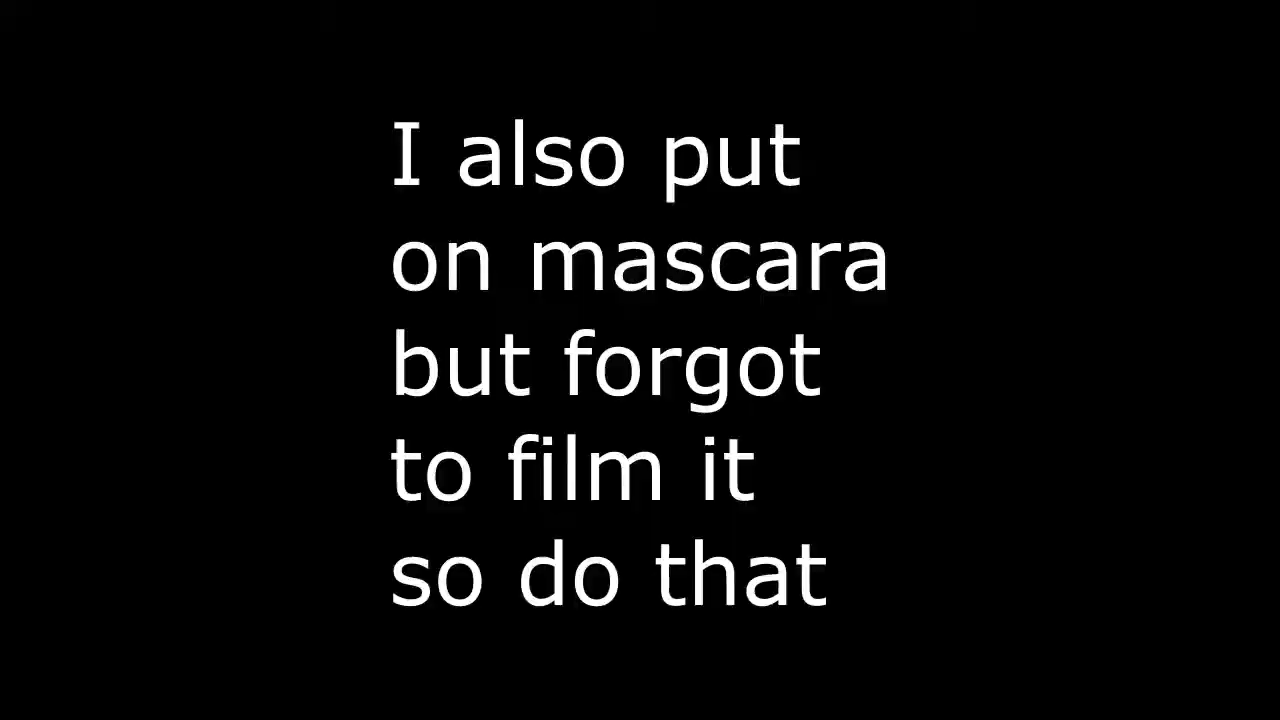 I also put
on mascara
but forgot
to film it
so do that